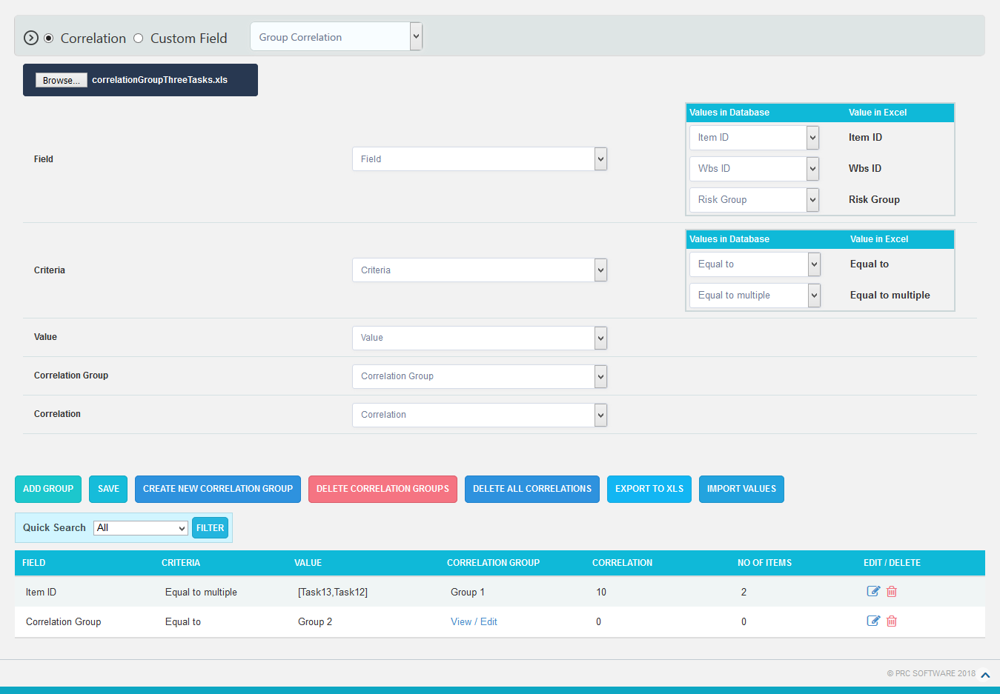 Correlation Custom Field Group Correlation
Browse... correlationGroupThreeTasks.xls
Values in Database Value in Excel
Item ID Item ID
Field Field
Wbs ID Wbs ID
Risk Group Risk Group
Values in Database Value in Excel
Equal to Equal to
Criteria Criteria
Equal to multiple Equal to multiple
Value Value
Correlation Group Correlation Group
Correlation Correlation
ADD GROUP SAVE CREATE NEW CORRELATION GROUP DELETE CORRELATION GROUPS DELETE ALL CORRELATIONS EXPORT TO XLS IMPORT VALUES
Quick Search All FILTER
FIELD CRITERIA VALUE CORRELATION GROUP CORRELATION NO OF ITEMS EDIT / DELETE
Item ID Equal to multiple [Task13,Task12] Group 1 10 2
Correlation Group Equal to Group 2 View / Edit 0 0
© PRC SOFTWARE 2018